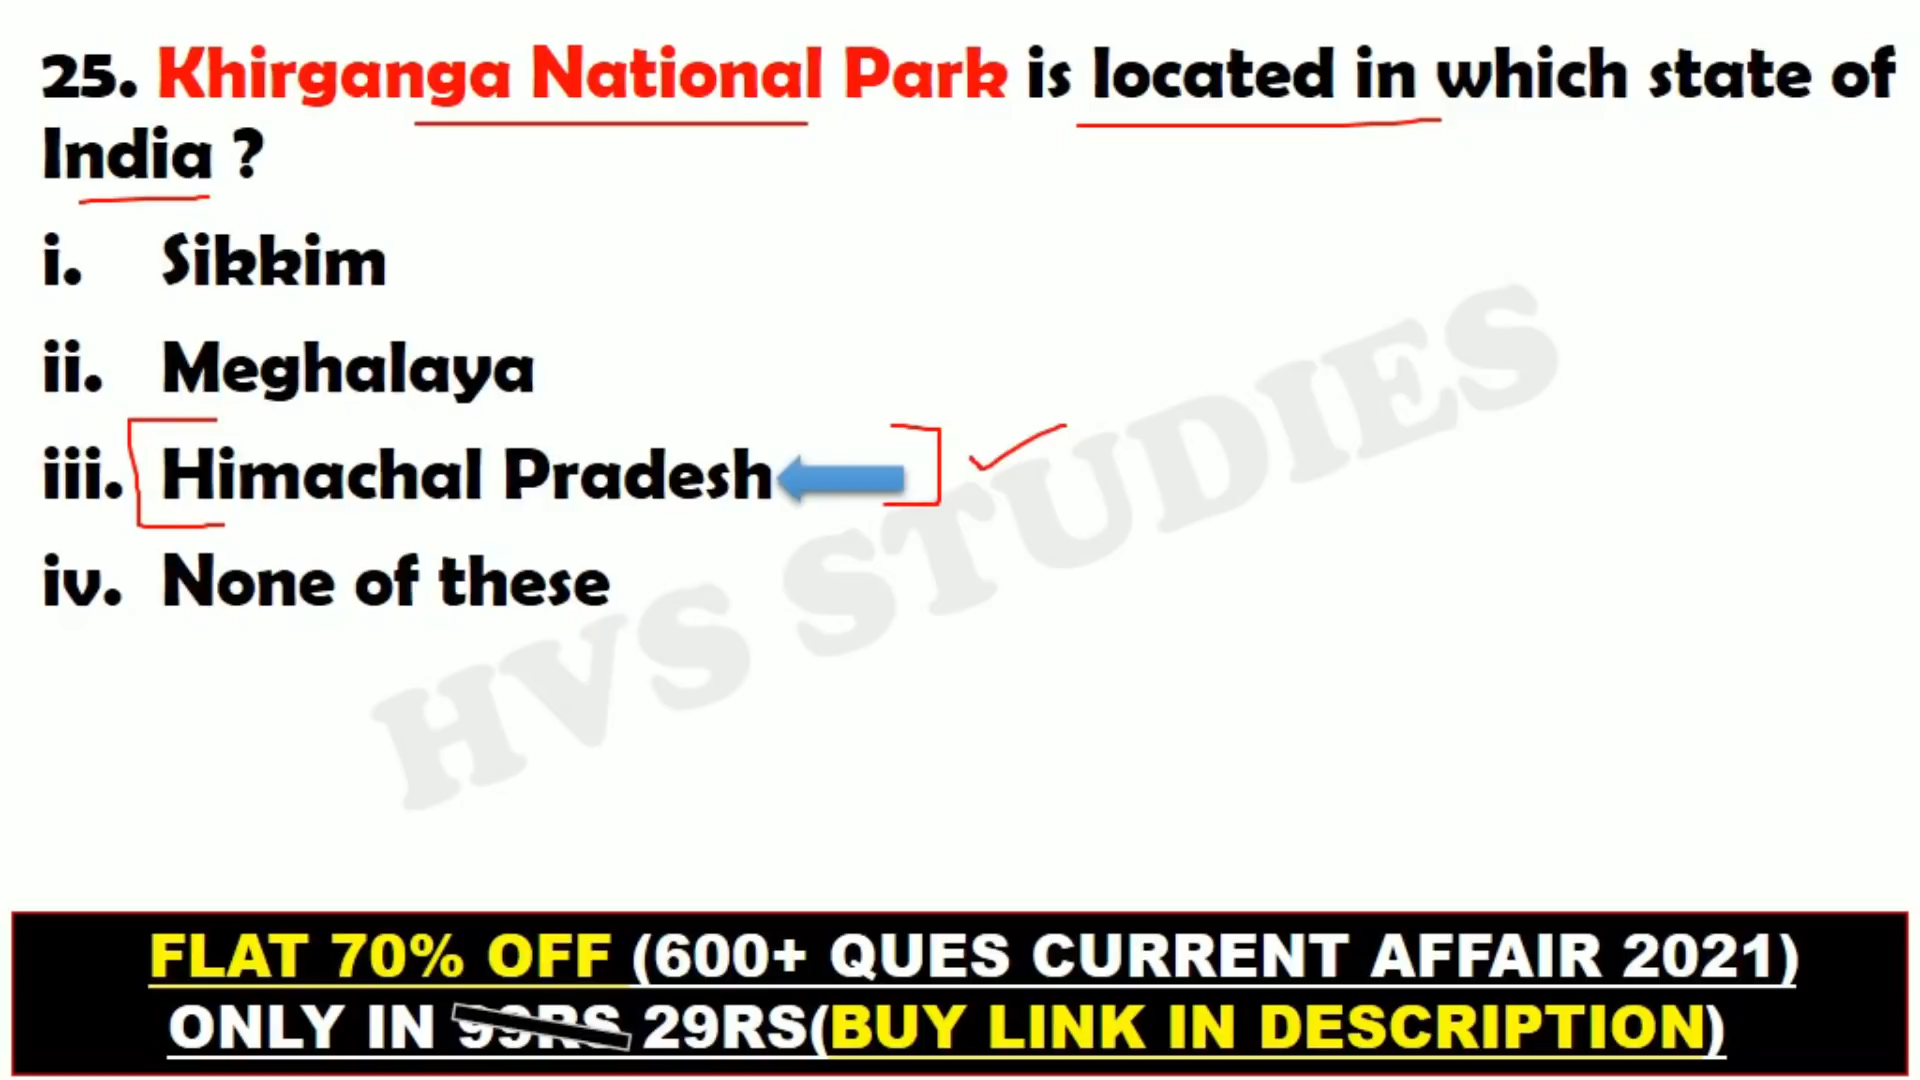 25. Khirganga National Park is located in which state of
India ?
i. Sikkim
ii. Meghalaya
iii. Himachal Pradesh
iv. None of these
HVS STUDIES
FLAT 70% OFF (600+ QUES CURRENT AFFAIR 2021)
ONLY IN 99RS 29RS(BUY LINK IN DESCRIPTION)